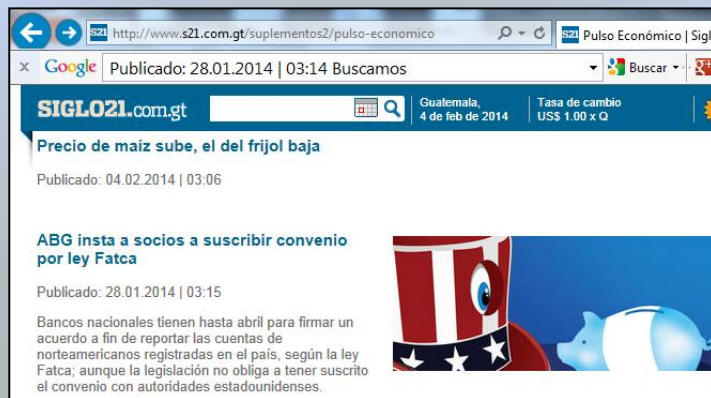 S21 http://www.s21.com.gt/suplementos2/pulso-economico
S21 Pulso Económico | Sigl
× Google Publicado: 28.01.2014 | 03:14 Buscamos Buscar
SIGLO21.com.gt
Guatemala,
4 de feb de 2014
Tasa de cambio
US$ 1.00 x Q
Precio de maíz sube, el del frijol baja
Publicado: 04.02.2014 | 03:06
ABG insta a socios a suscribir convenio
por ley Fatca
Publicado: 28.01.2014 | 03:15
Bancos nacionales tienen hasta abril para firmar un
acuerdo a fin de reportar las cuentas de
norteamericanos registradas en el país, según la ley
Fatca; aunque la legislación no obliga a tener suscrito
el convenio con autoridades estadounidenses.